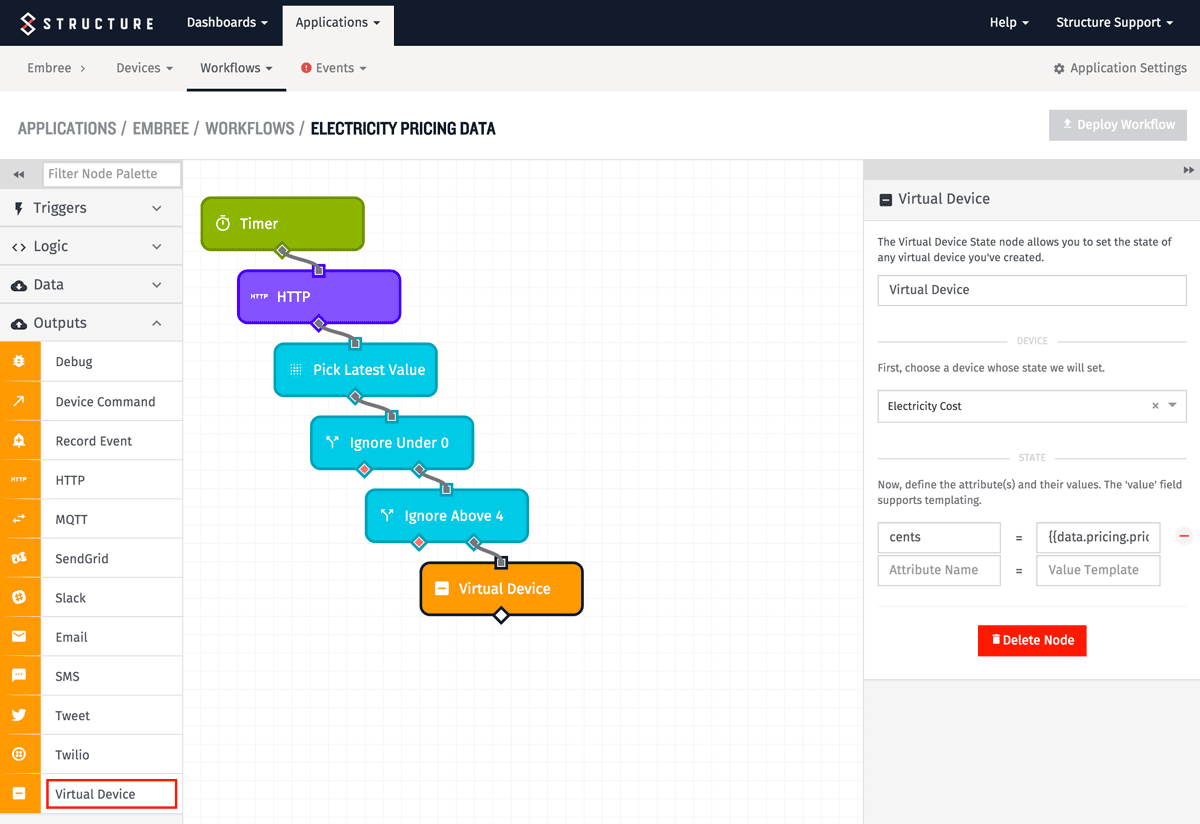 STRUCTURE
Dashboards
Applications
Help
Structure Support
Embree
Devices
Workflows
Events
Application Settings
APPLICATIONS / EMBREE / WORKFLOWS / ELECTRICITY PRICING DATA
Deploy Workflow
Filter Node Palette
Triggers
Logic
Data
Outputs
Debug
Device Command
Record Event
HTTP HTTP
MQTT
SendGrid
Slack
Email
SMS
Tweet
Twilio
Virtual Device
Timer
HTTP HTTP
Pick Latest Value
Ignore Under 0
Ignore Above 4
Virtual Device
Virtual Device
The Virtual Device State node allows you to set the state of
any virtual device you've created.
Virtual Device
DEVICE
First, choose a device whose state we will set.
Electricity Cost
STATE
Now, define the attribute(s) and their values. The 'value' field
supports templating.
cents = {{data.pricing.pric
Attribute Name = Value Template
Delete Node